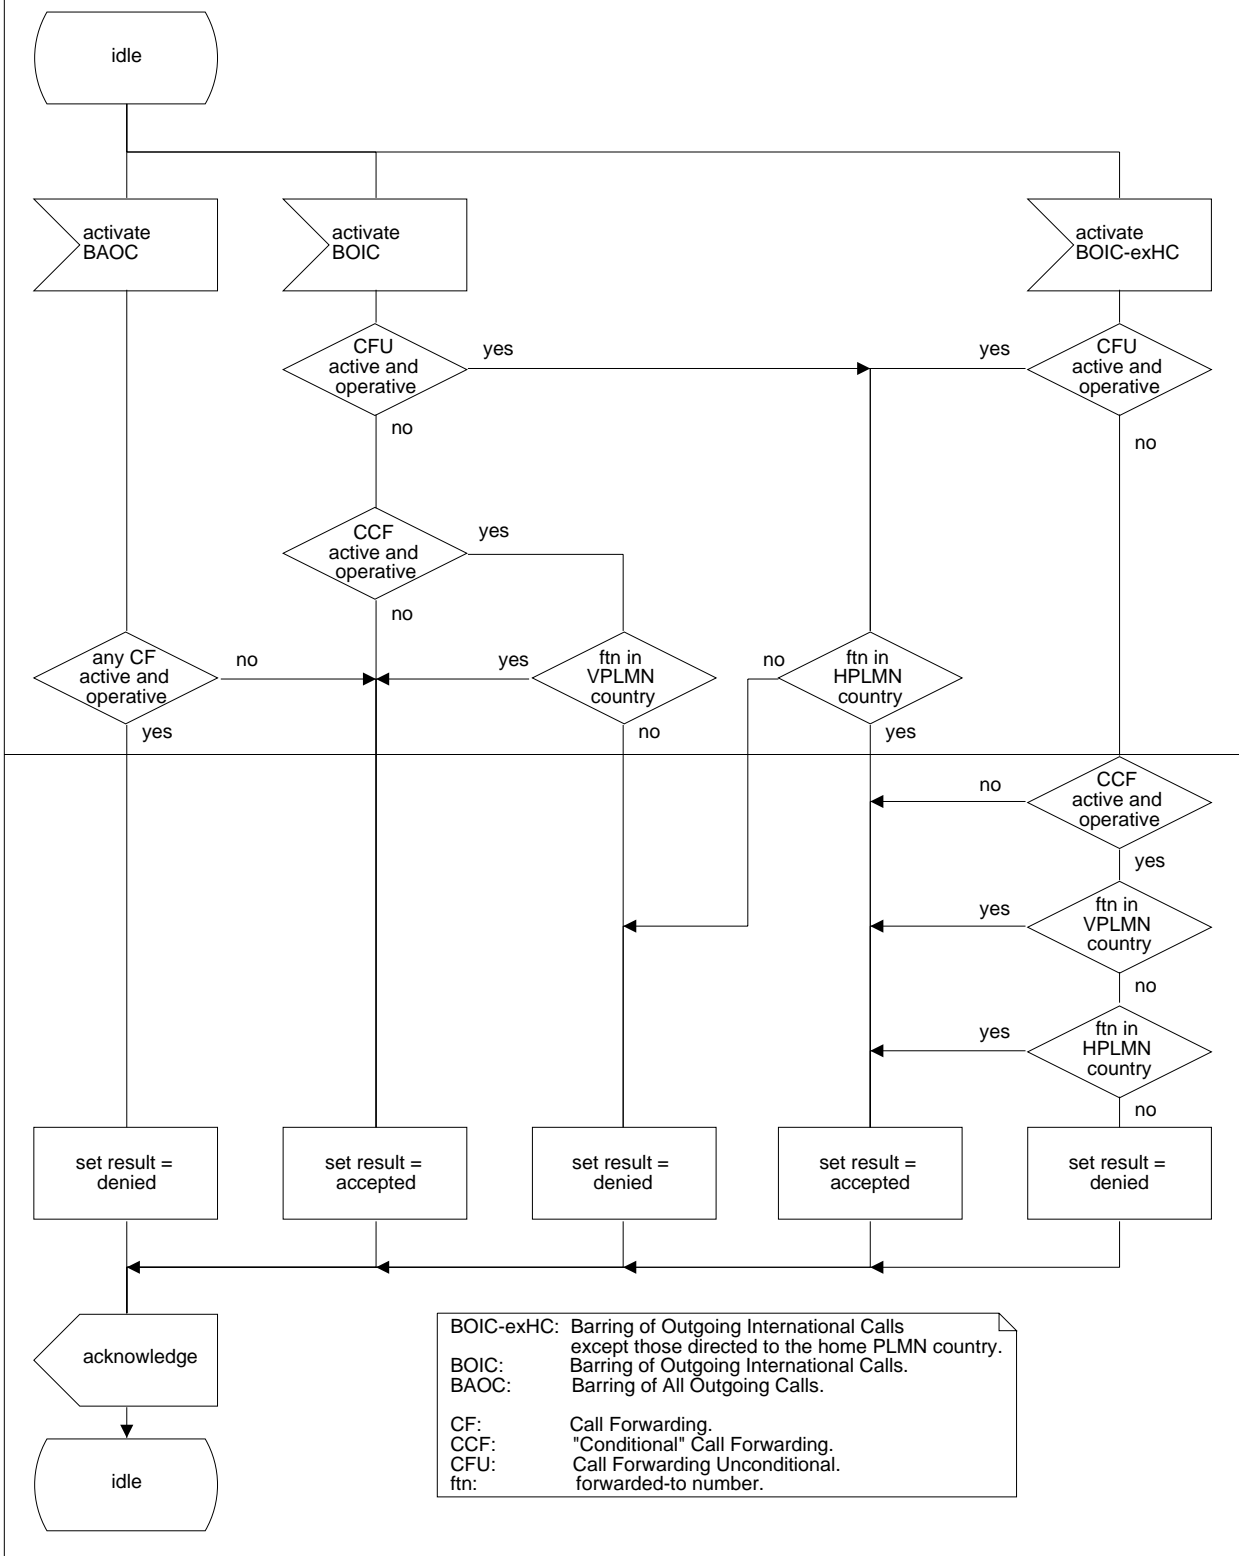 idle
activate
BAOC
activate
BOIC
activate
BOIC-exHC
CFU
active and
operative
yes
yes
CFU
active and
operative
no
no
CCF
active and
operative
yes
no
any CF
active and
operative
no
yes
ftn in
VPLMN
country
no
ftn in
HPLMN
country
yes
no
yes
no
CCF
active and
operative
yes
yes
ftn in
VPLMN
country
no
yes
ftn in
HPLMN
country
no
set result =
denied
set result =
accepted
set result =
denied
set result =
accepted
set result =
denied
acknowledge
idle
BOIC-exHC: Barring of Outgoing International Calls
except those directed to the home PLMN country.
BOIC: Barring of Outgoing International Calls.
BAOC: Barring of All Outgoing Calls.
CF: Call Forwarding.
CCF: "Conditional" Call Forwarding.
CFU: Call Forwarding Unconditional.
ftn: forwarded-to number.